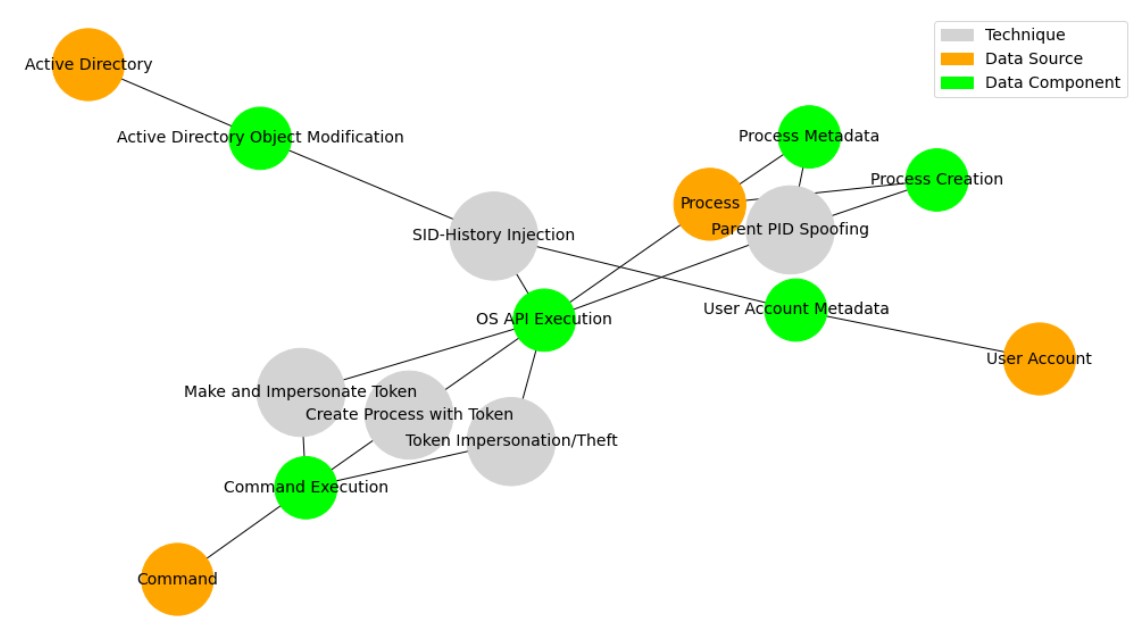 Technique
Data Source
Data Component
Active Directory
Active Directory Object Modification
Process Metadata
Process Creation
Process
Parent PID Spoofing
SID-History Injection
User Account Metadata
OS API Execution
User Account
Make and Impersonate Token
Create Process with Token
Token Impersonation/Theft
Command Execution
Command